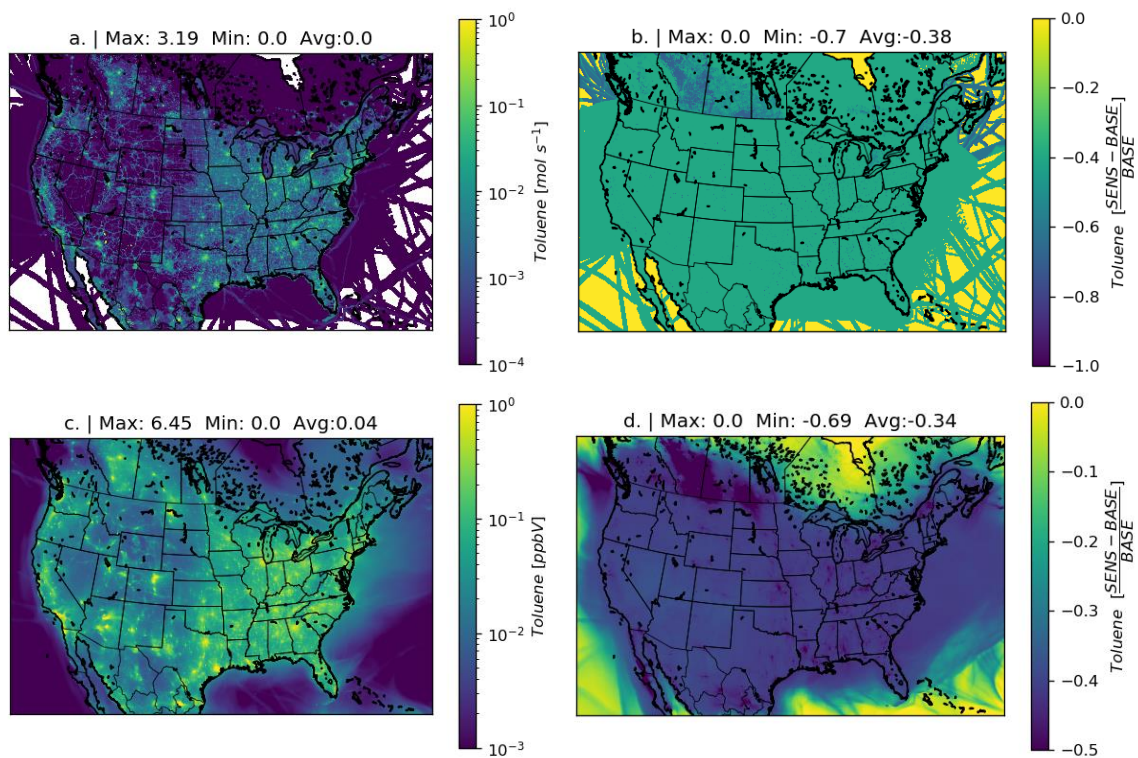 a. | Max: 3.19 Min: 0.0 Avg:0.0
10⁰
10⁻¹
10⁻²
10⁻³
10⁻⁴
Toluene [mol s⁻¹]
b. | Max: 0.0 Min: -0.7 Avg:-0.38
0.0
−0.2
−0.4
−0.6
−0.8
−1.0
Toluene [SENS − BASE
BASE]
c. | Max: 6.45 Min: 0.0 Avg:0.04
10⁰
10⁻¹
10⁻²
10⁻³
Toluene [ppbV]
d. | Max: 0.0 Min: -0.69 Avg:-0.34
0.0
−0.1
−0.2
−0.3
−0.4
−0.5
Toluene [SENS − BASE
BASE]